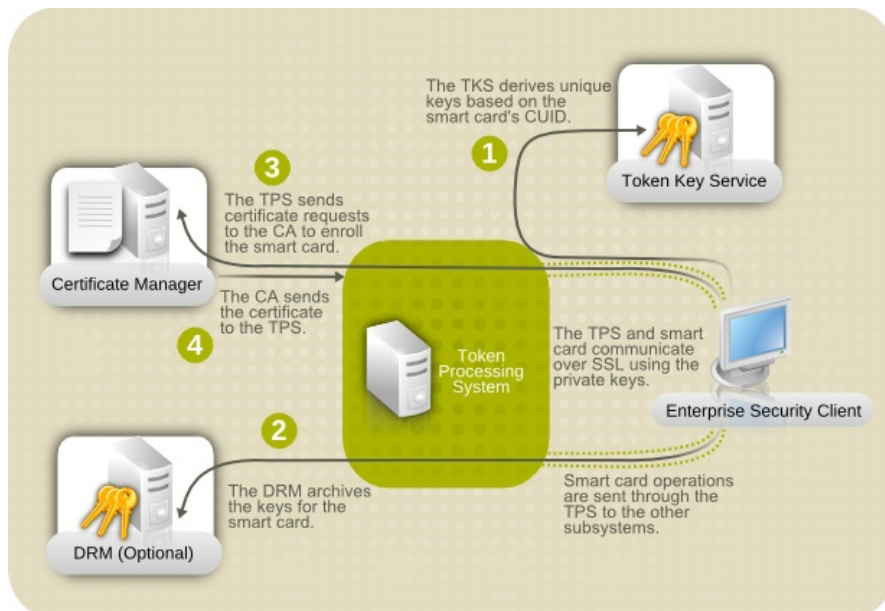 The TKS derives unique
keys based on the
smart card's CUID.
1
Token Key Service
3
The TPS sends
certificate requests
to the CA to enroll
the smart card.
Certificate Manager
The CA sends
the certificate
to the TPS.
4
Token
Processing
System
The TPS and smart
card communicate
over SSL using the
private keys.
Enterprise Security Client
2
The DRM archives
the keys for the
smart card.
DRM (Optional)
Smart card operations
are sent through the
TPS to the other
subsystems.